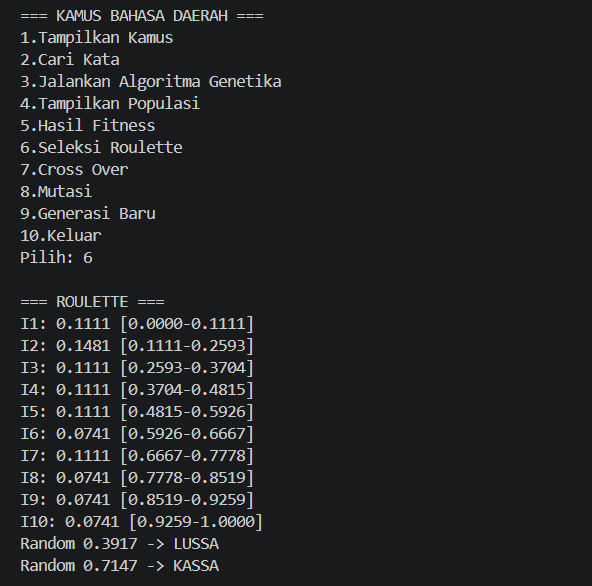 === KAMUS BAHASA DAERAH ===
1.Tampilkan Kamus
2.Cari Kata
3.Jalankan Algoritma Genetika
4.Tampilkan Populasi
5.Hasil Fitness
6.Seleksi Roulette
7.Cross Over
8.Mutasi
9.Generasi Baru
10.Keluar
Pilih: 6

=== ROULETTE ===
I1: 0.1111 [0.0000-0.1111]
I2: 0.1481 [0.1111-0.2593]
I3: 0.1111 [0.2593-0.3704]
I4: 0.1111 [0.3704-0.4815]
I5: 0.1111 [0.4815-0.5926]
I6: 0.0741 [0.5926-0.6667]
I7: 0.1111 [0.6667-0.7778]
I8: 0.0741 [0.7778-0.8519]
I9: 0.0741 [0.8519-0.9259]
I10: 0.0741 [0.9259-1.0000]
Random 0.3917 -> LUSSA
Random 0.7147 -> KASSA